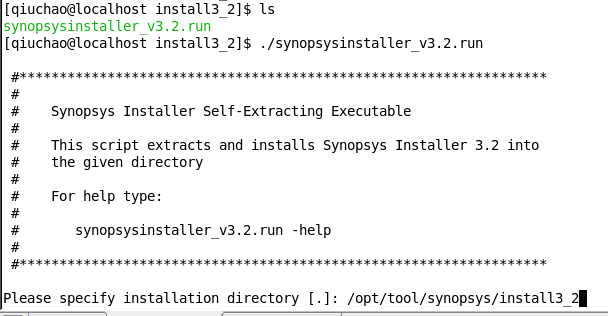 [qiuchao@localhost install3_2]$ ls
synopsysinstaller_v3.2.run
[qiuchao@localhost install3_2]$ ./synopsysinstaller_v3.2.run
#******************************************************************
#
#    Synopsys Installer Self-Extracting Executable
#
#    This script extracts and installs Synopsys Installer 3.2 into
#    the given directory
#
#    For help type:
#
#       synopsysinstaller_v3.2.run -help
#
#******************************************************************
Please specify installation directory [.]: /opt/tool/synopsys/install3_2